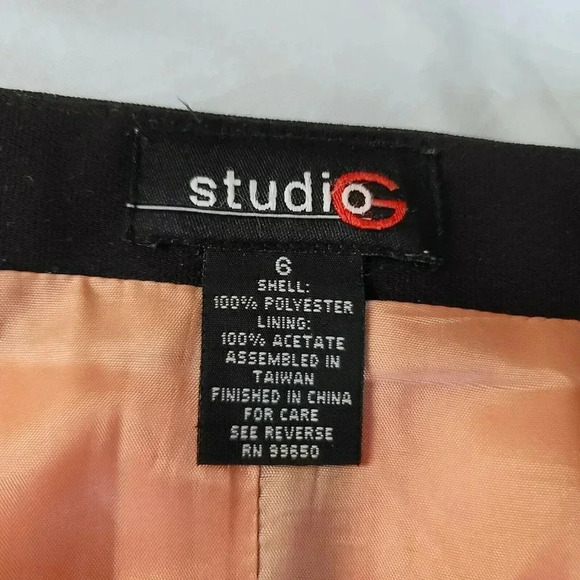 studio G
6
SHELL:
100% POLYESTER
LINING:
100% ACETATE
ASSEMBLED IN
TAIWAN
FINISHED IN CHINA
FOR CARE
SEE REVERSE
RN 99650